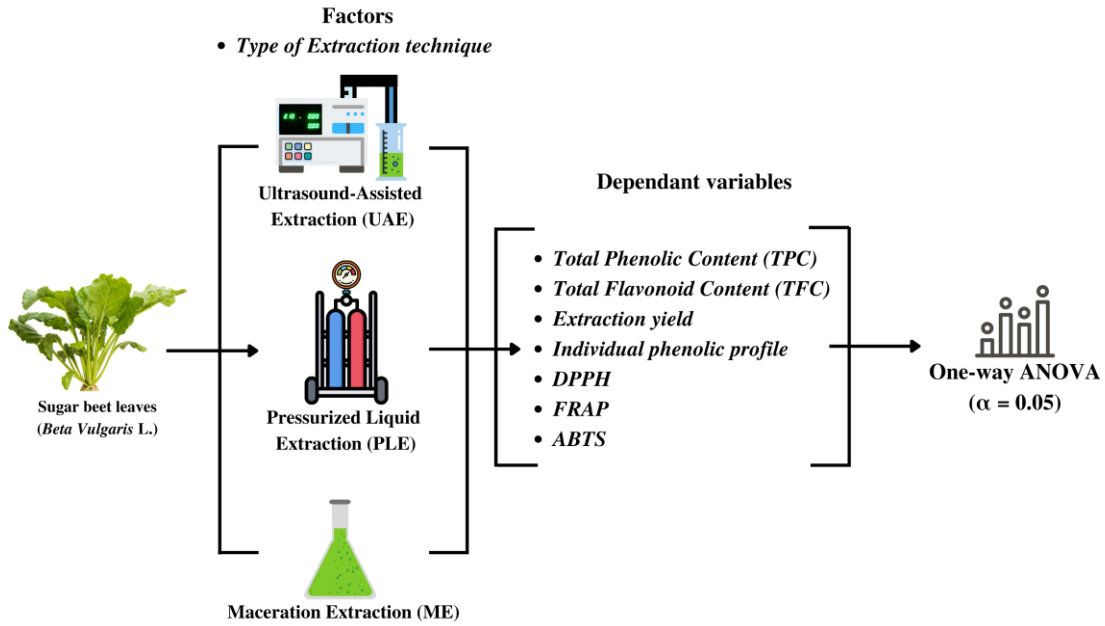 Factors
• Type of Extraction technique
Ultrasound-Assisted
Extraction (UAE)
Pressurized Liquid
Extraction (PLE)
Maceration Extraction (ME)
Sugar beet leaves
(Beta Vulgaris L.)
Dependant variables
• Total Phenolic Content (TPC)
• Total Flavonoid Content (TFC)
• Extraction yield
• Individual phenolic profile
• DPPH
• FRAP
• ABTS
One-way ANOVA
(α = 0.05)